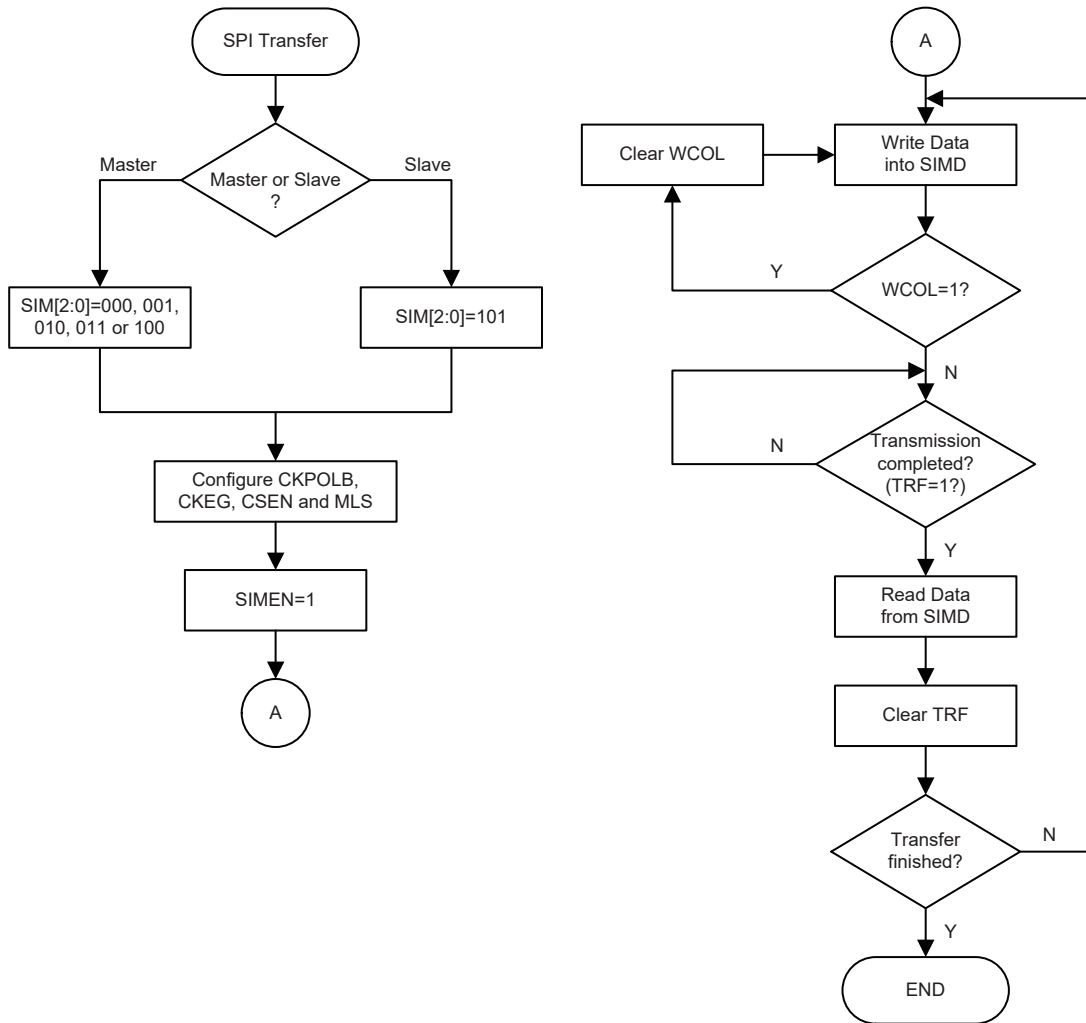 SPI Transfer
Master
Slave
Master or Slave
?
SIM[2:0]=000, 001,
010, 011 or 100
SIM[2:0]=101
Configure CKPOLB,
CKEG, CSEN and MLS
SIMEN=1
A
A
Clear WCOL
Write Data
into SIMD
Y
WCOL=1?
N
N
Transmission
completed?
(TRF=1?)
Y
Read Data
from SIMD
Clear TRF
Transfer
finished?
N
Y
END